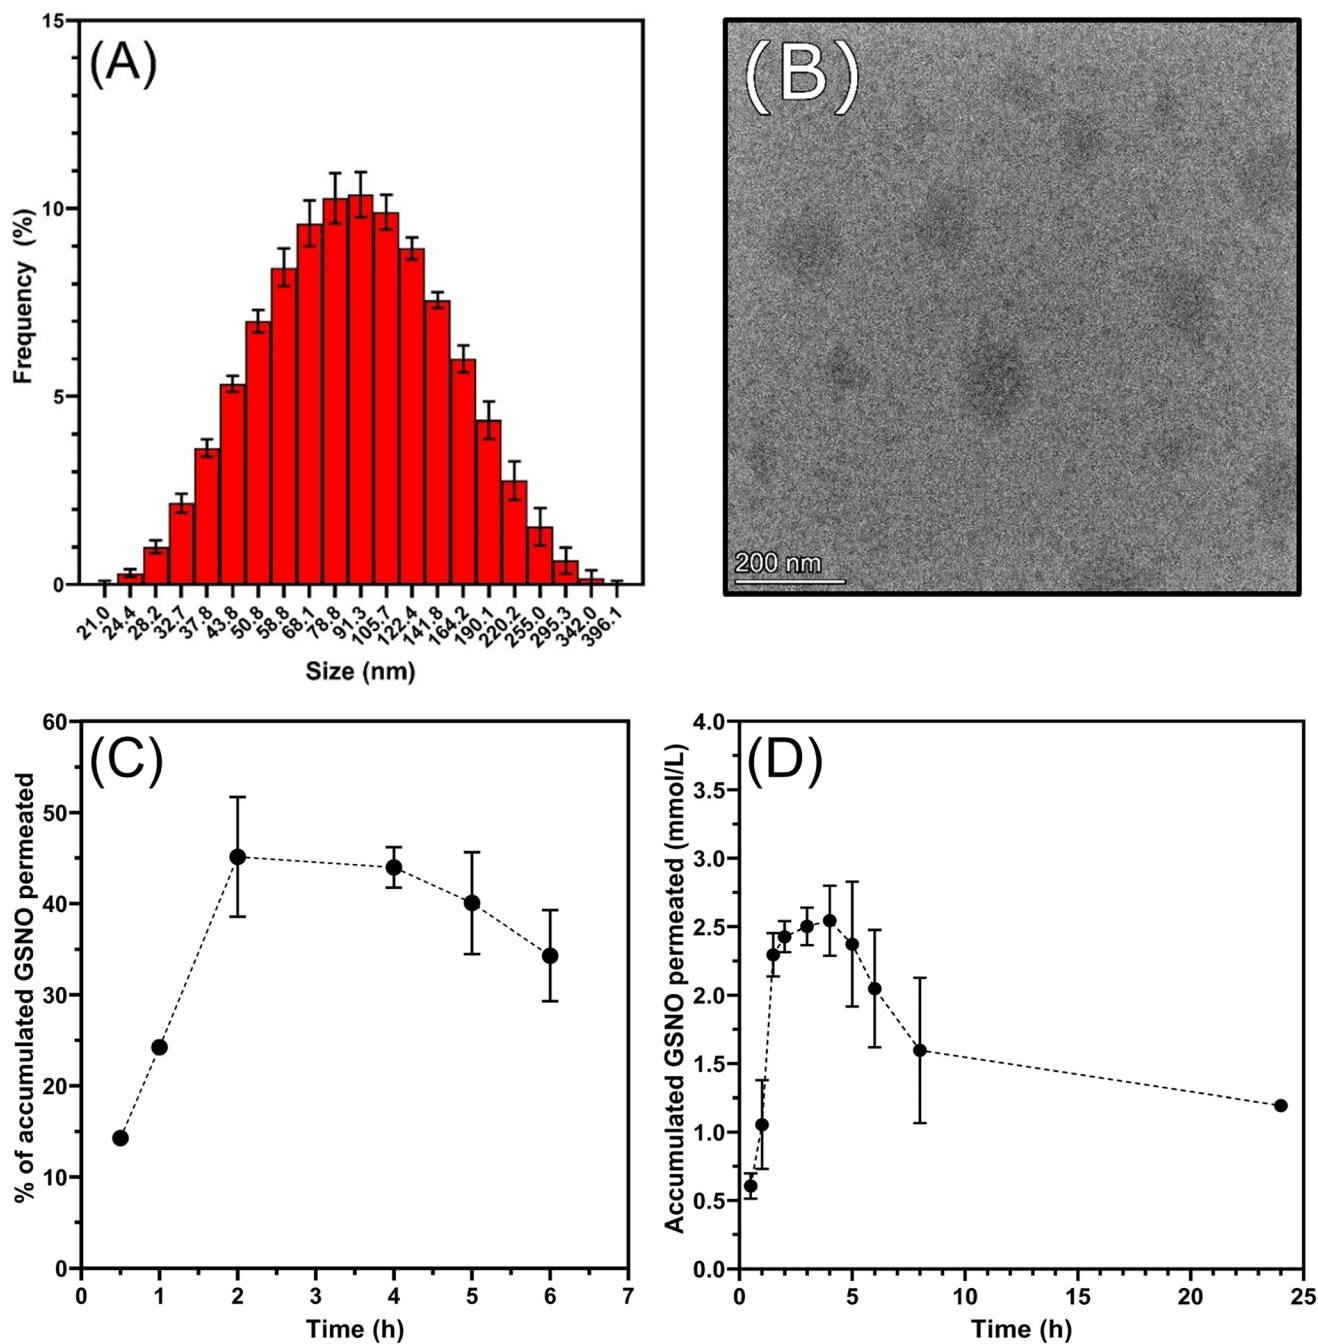 (A)
15
10
5
0
Frequency (%)
21.0 24.4 28.2 32.7 37.8 43.8 50.8 58.8 68.1 78.8 91.3 105.7 122.4 141.8 164.2 190.1 220.2 255.0 295.3 342.0 396.1
Size (nm)
(B)
200 nm
(C)
60
50
40
30
20
10
0
% of accumulated GSNO permeated
0 1 2 3 4 5 6 7
Time (h)
(D)
4.0
3.5
3.0
2.5
2.0
1.5
1.0
0.5
0.0
Accumulated GSNO permeated (mmol/L)
0 5 10 15 20 25
Time (h)